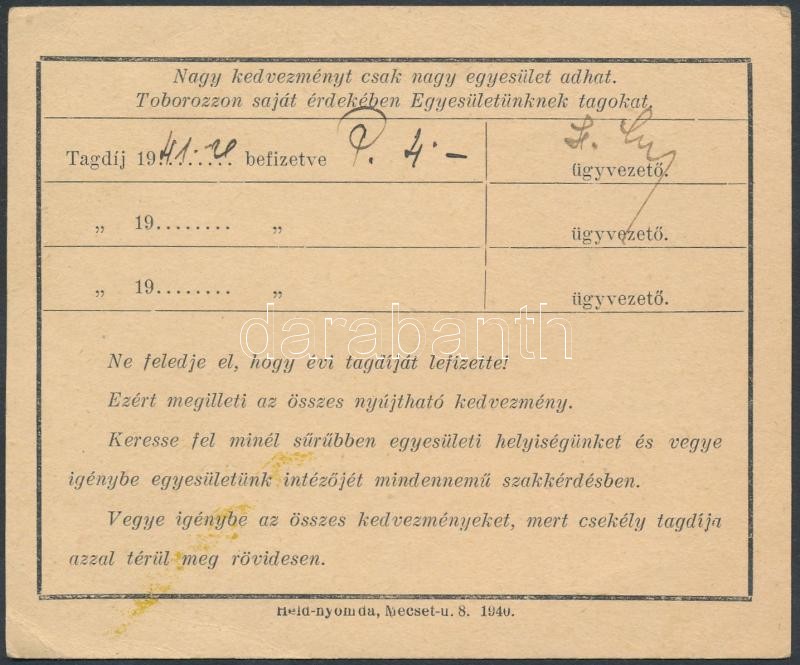 Nagy kedvezményt csak nagy egyesület adhat.
Toborozzon saját érdekében Egyesületünknek tagokat.
Tagdíj 1941.re befizetve P. 4.–
ügyvezető.
„ 19........ „
ügyvezető.
„ 19........ „
ügyvezető.
darabanth
Ne feledje el, hogy évi tagdíját lefizette!
Ezért megilleti az összes nyújtható kedvezmény.
Keresse fel minél sűrűbben egyesületi helyiségünket és vegye
igénybe egyesületünk intézőjét mindennemű szakkérdésben.
Vegye igénybe az összes kedvezményeket, mert csekély tagdíja
azzal térül meg rövidesen.
Held-nyomda, Mecset-u. 8. 1940.